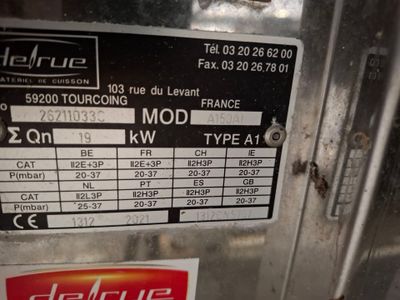 delrue
MATERIEL DE CUISSON
Tél. 03 20 26 62 00
Fax. 03 20 26.78 01
103 rue du Levant
59200 TOURCOING
FRANCE
26211033C MOD A150A1
Σ Qn 19 kW TYPE A1
BE FR CH IE
CAT II2E+3P II2E+3P II2H3P II2H3P
P(mbar) 20-37 20-37 20-37 20-37
NL PT ES GB
CAT II2L3P II2H3P II2H3P II2H3P
P(mbar) 25-37 20-37 20-37 20-37
CE 1312 2021
delrue